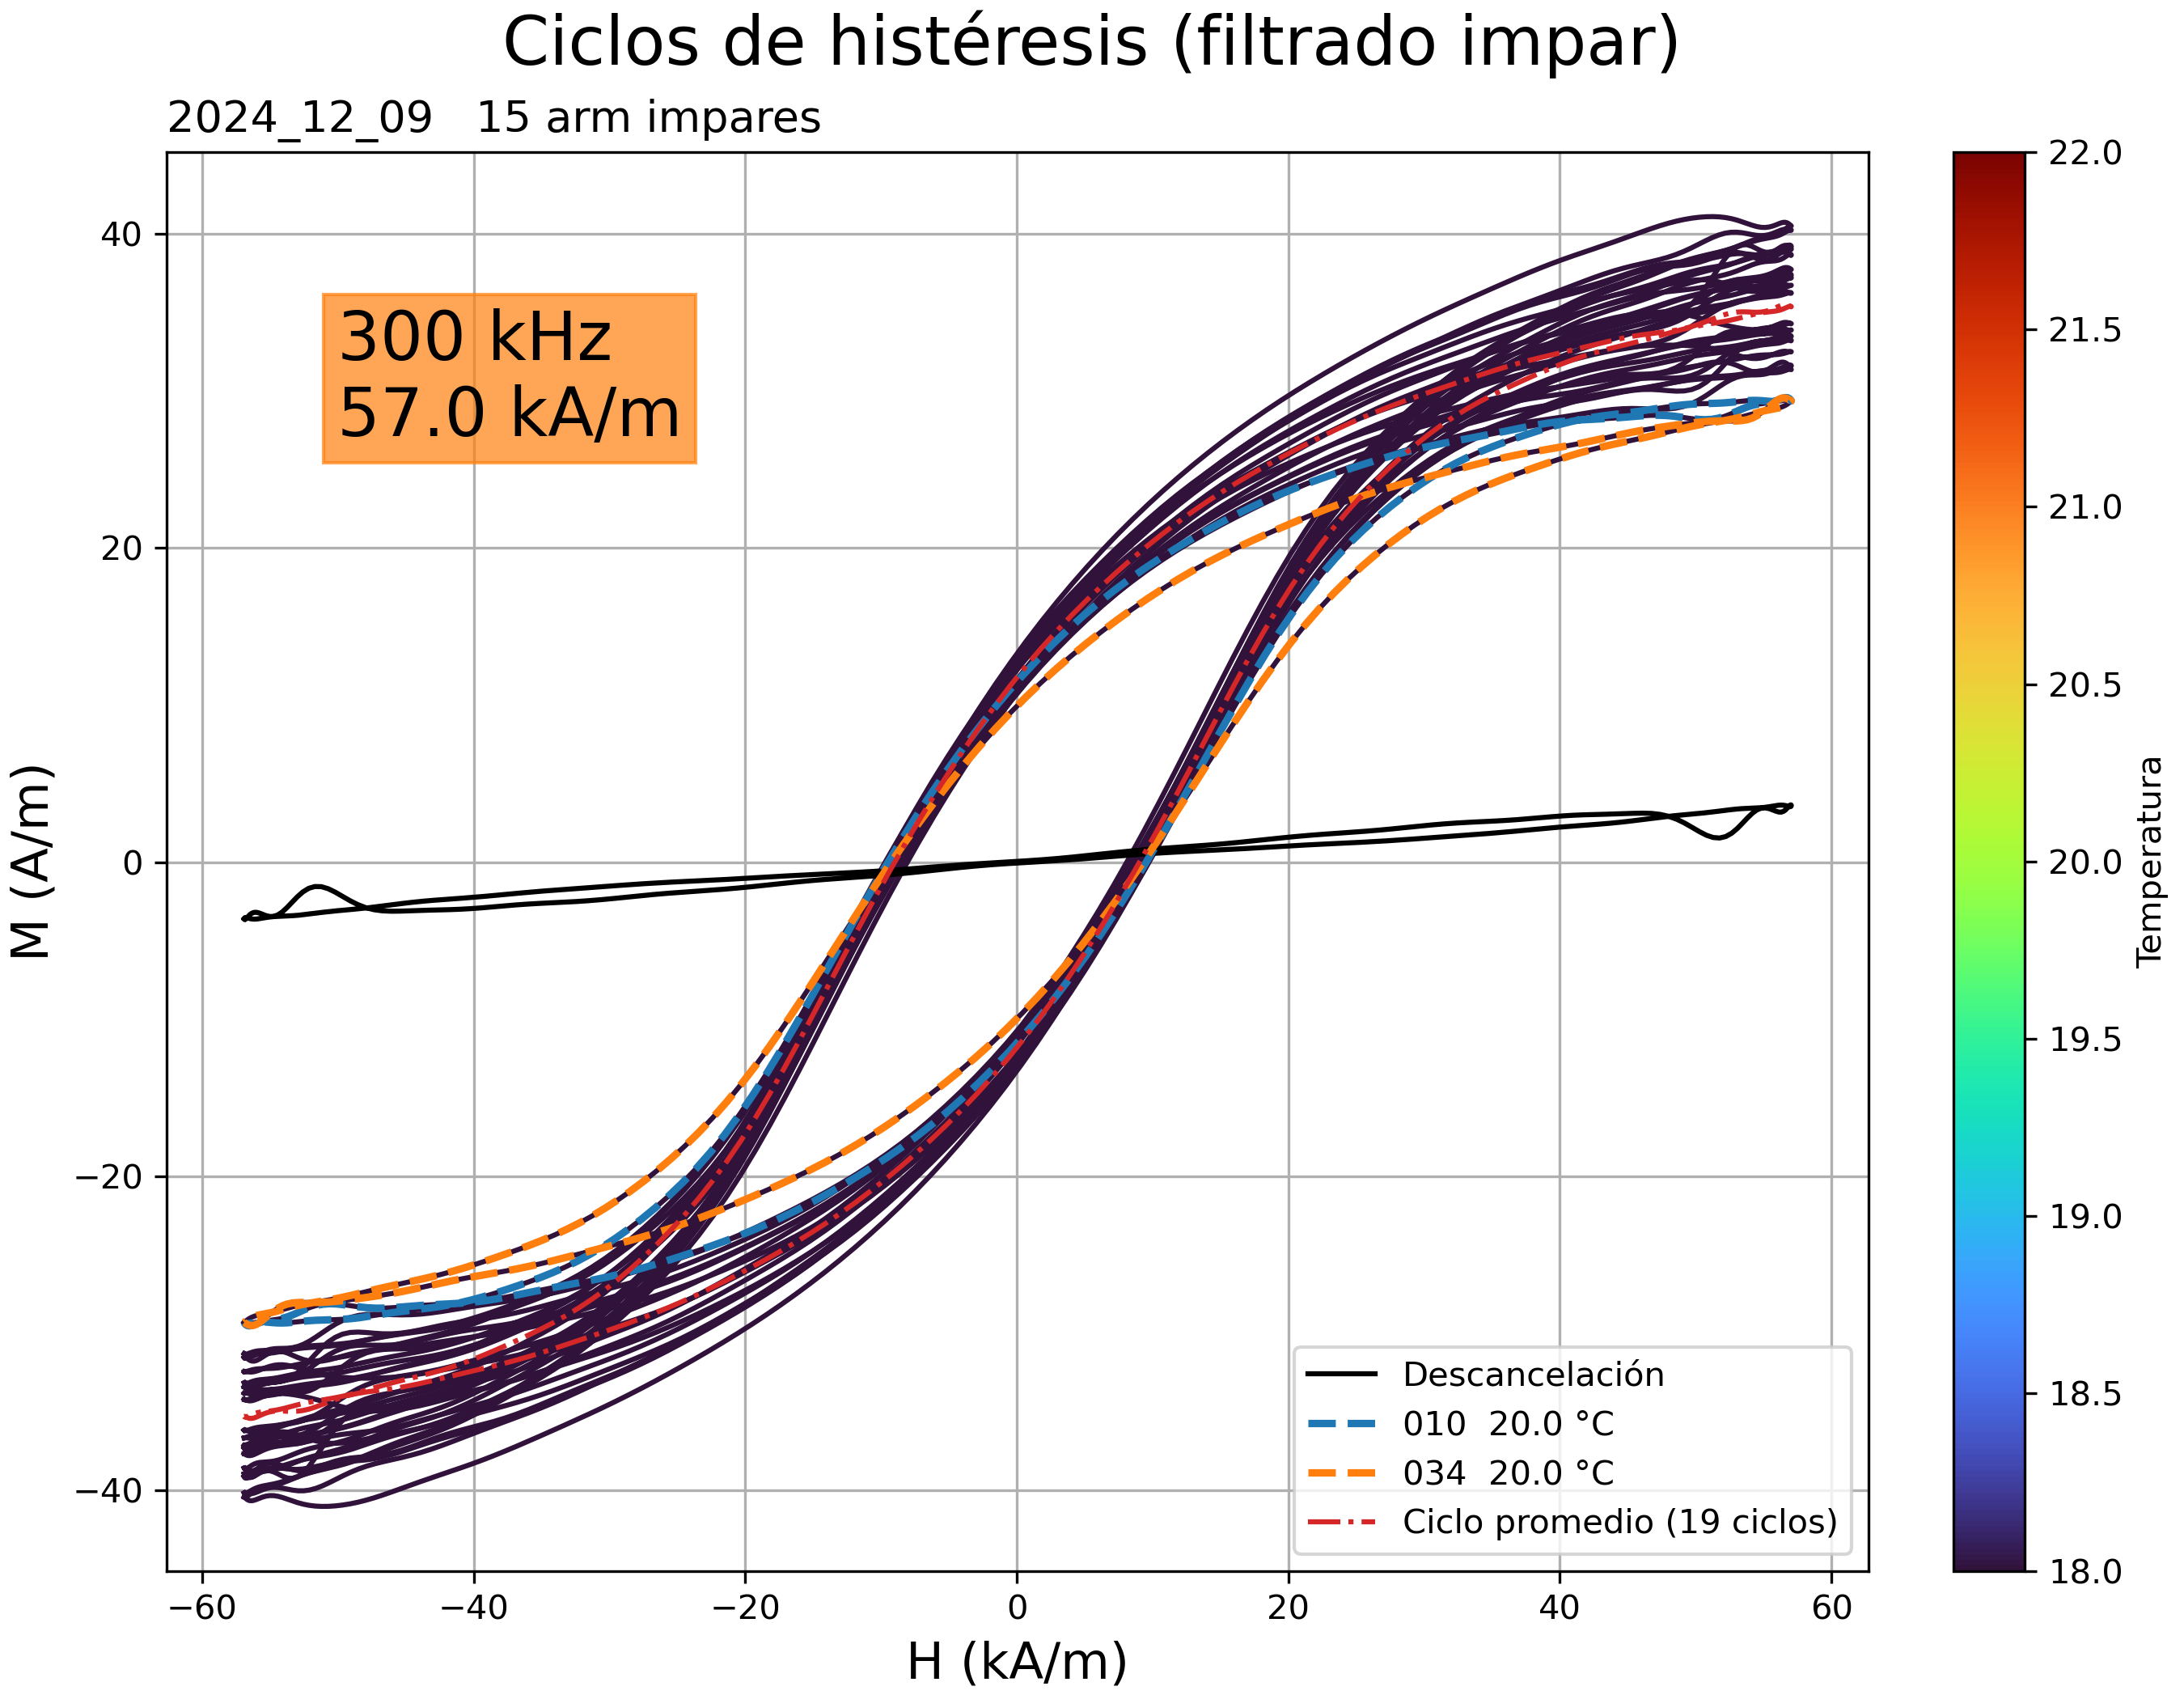 Ciclos de histéresis (filtrado impar)
2024_12_09   15 arm impares
300 kHz
57.0 kA/m
M (A/m)
40
20
0
−20
−40
−60
−40
−20
0
20
40
60
H (kA/m)
Descancelación
010  20.0 °C
034  20.0 °C
Ciclo promedio (19 ciclos)
22.0
21.5
21.0
20.5
20.0
19.5
19.0
18.5
18.0
Temperatura